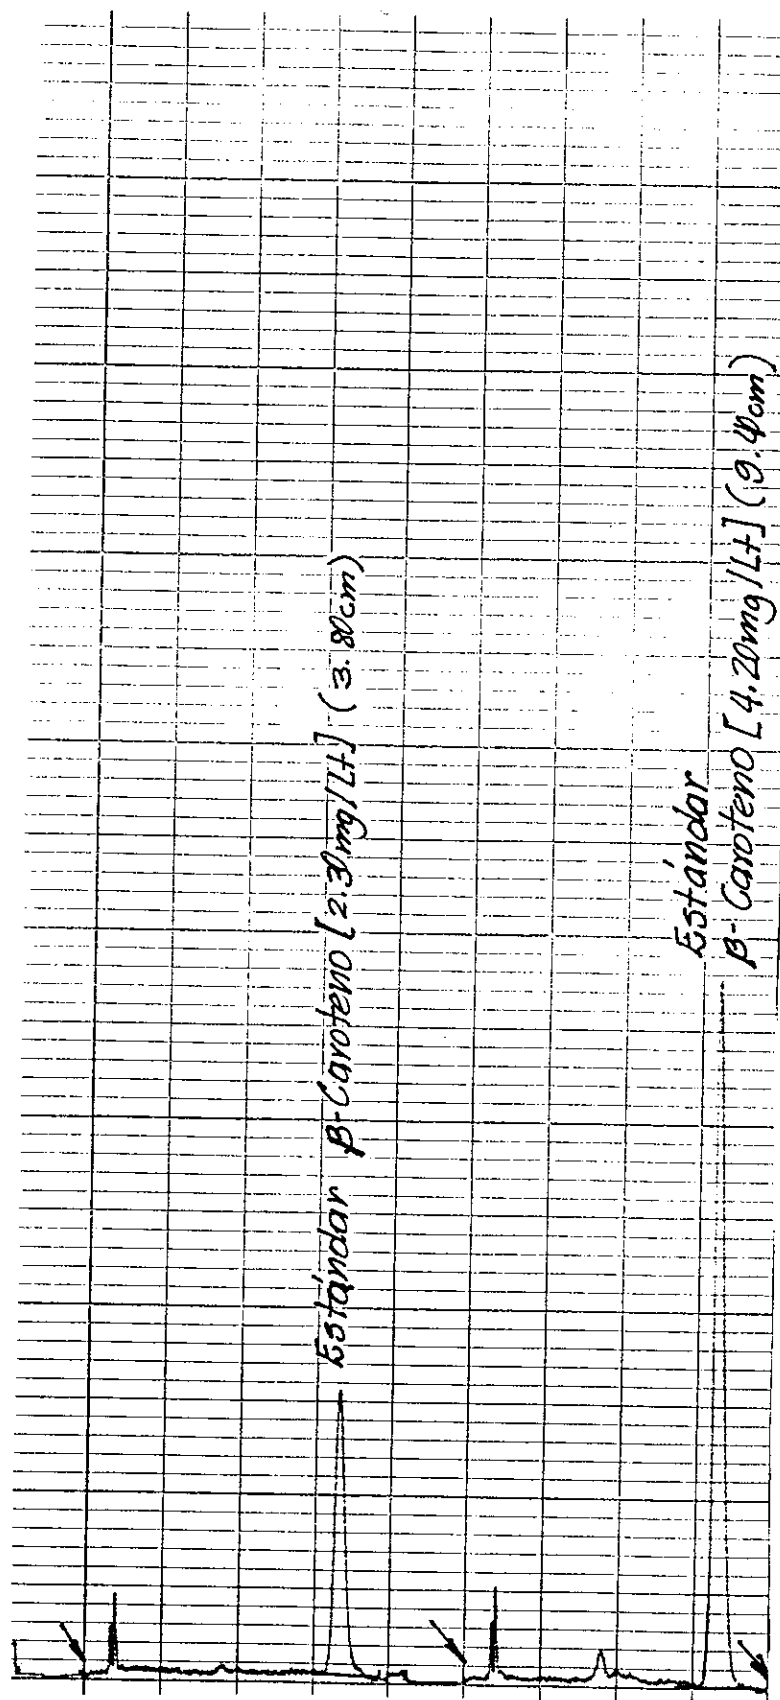 Estándar β-Caroteno [2.30mg/Lt] (3.80cm)
Estándar
β-Caroteno [4.20mg/Lt] (9.40cm)